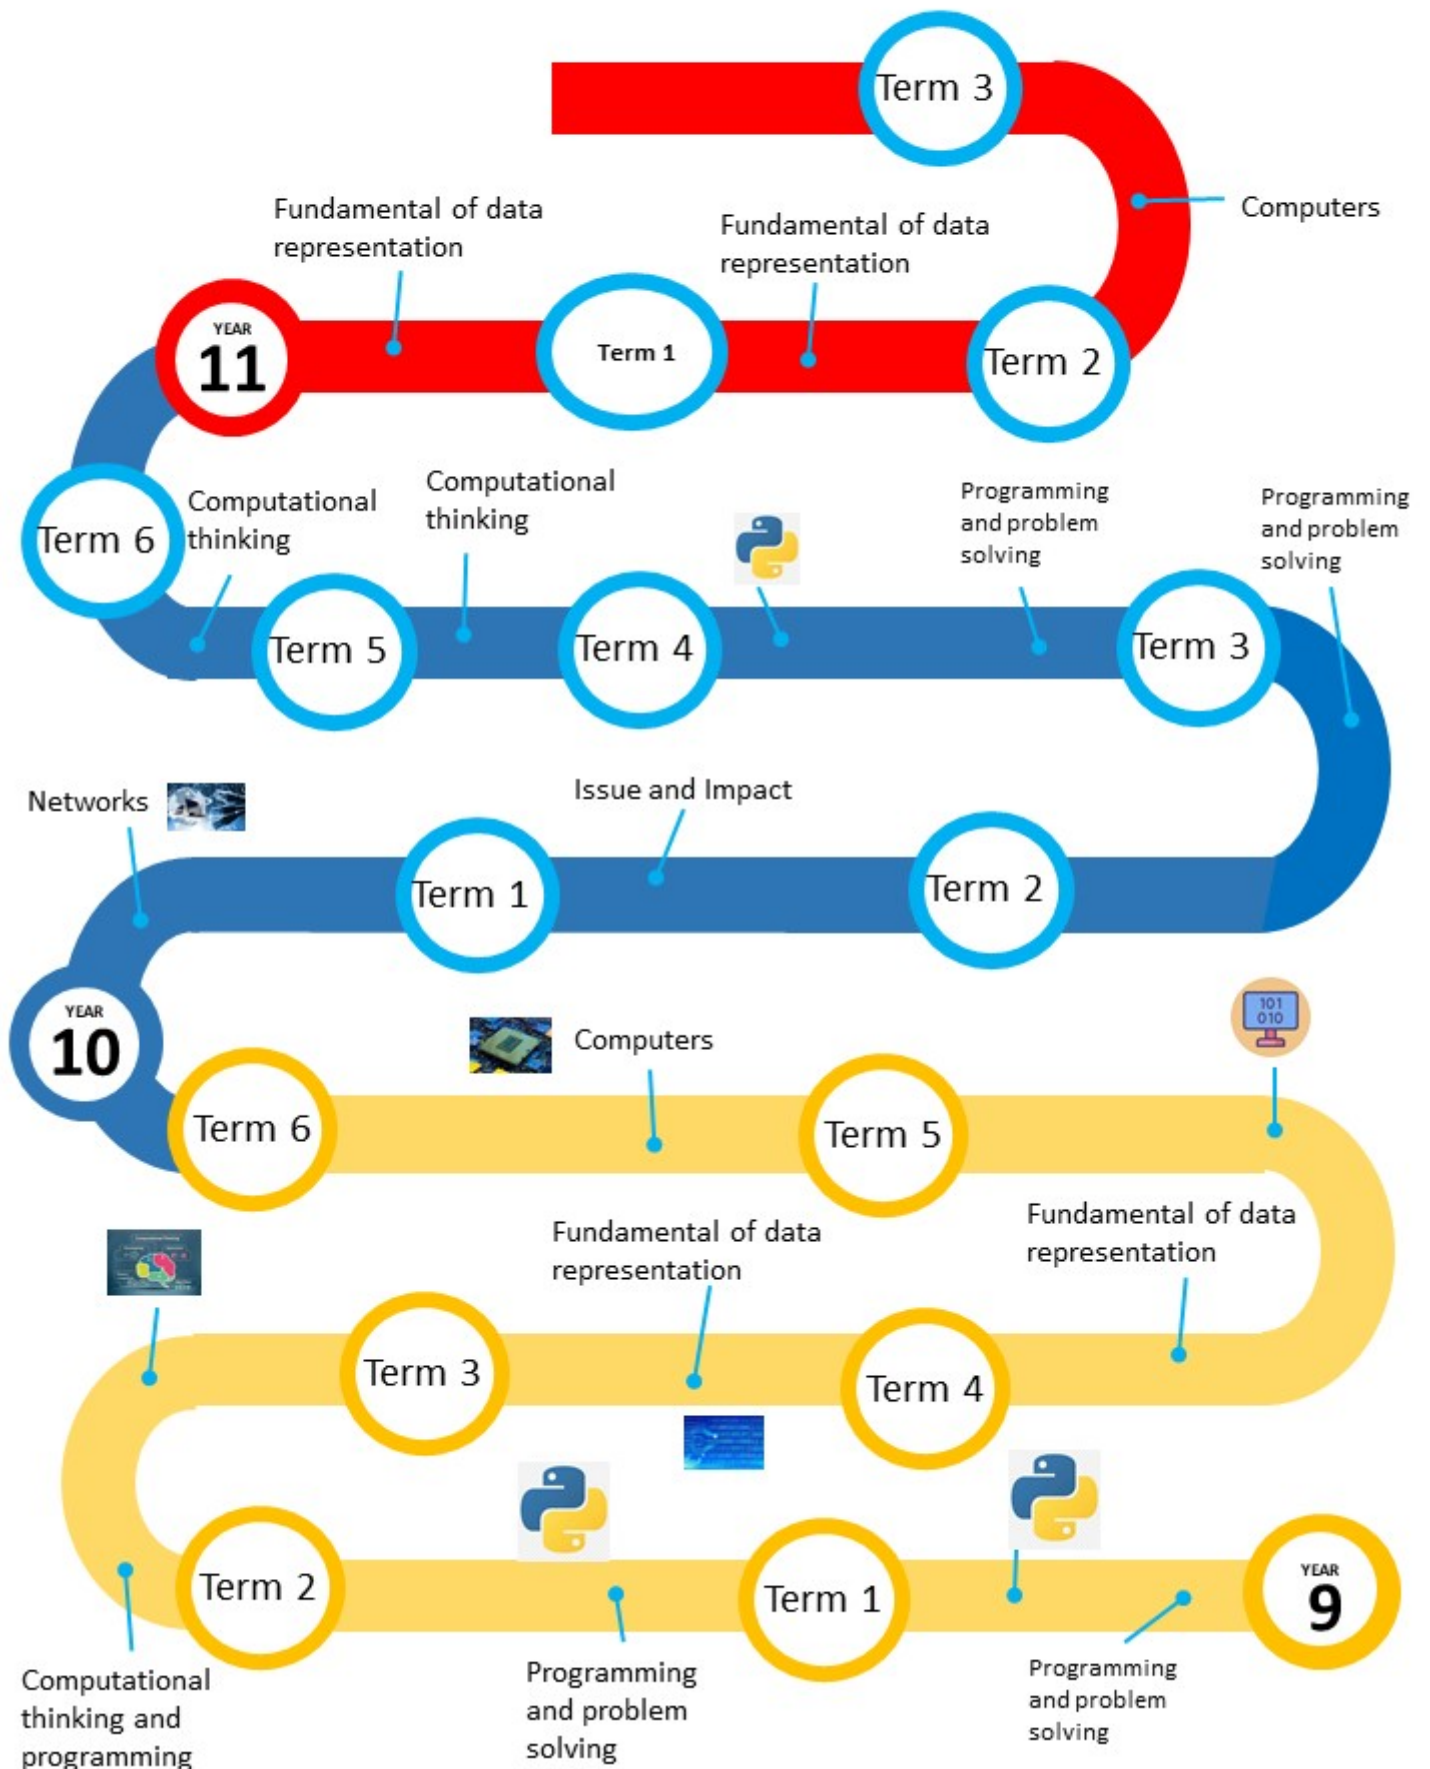 Term 3
Computers
Fundamental of data
representation
Fundamental of data
representation
YEAR
11
Term 1
Term 2
Term 6
Computational
thinking
Computational
thinking
Programming
and problem
solving
Programming
and problem
solving
Term 5
Term 4
Term 3
Networks
Issue and Impact
Term 1
Term 2
YEAR
10
Computers
101
010
Term 6
Term 5
Fundamental of data
representation
Fundamental of data
representation
Term 3
Term 4
Term 2
Term 1
YEAR
9
Computational
thinking and
programming
Programming
and problem
solving
Programming
and problem
solving